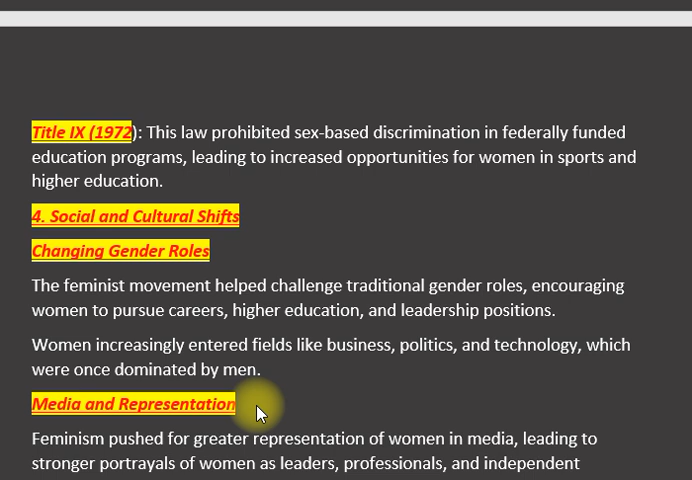 Title IX (1972): This law prohibited sex-based discrimination in federally funded
education programs, leading to increased opportunities for women in sports and
higher education.
4. Social and Cultural Shifts
Changing Gender Roles
The feminist movement helped challenge traditional gender roles, encouraging
women to pursue careers, higher education, and leadership positions.
Women increasingly entered fields like business, politics, and technology, which
were once dominated by men.
Media and Representation
Feminism pushed for greater representation of women in media, leading to
stronger portrayals of women as leaders, professionals, and independent